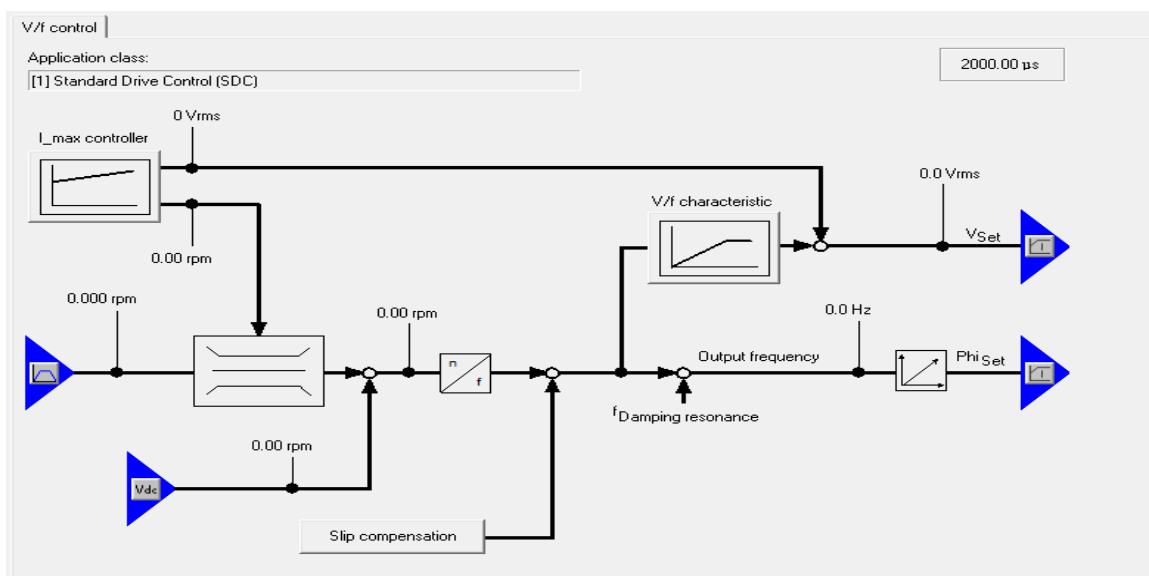 V/f control
Application class:
[1] Standard Drive Control (SDC)
2000.00 µs
0 Vrms
I_max controller
0.0 Vrms
V/f characteristic
VSet
0.00 rpm
0.000 rpm
0.00 rpm
0.0 Hz
n
f
Output frequency
PhiSet
fDamping resonance
0.00 rpm
Vdc
Slip compensation